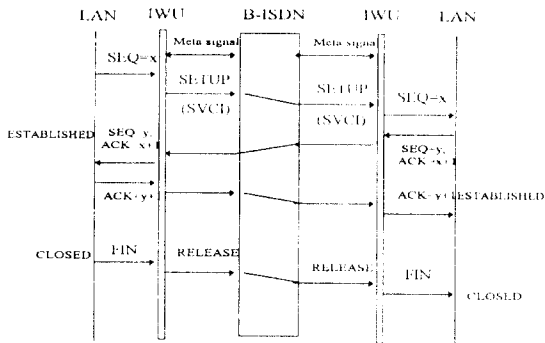 LAN IWU B-ISDN IWU LAN
Meta signal Meta signal
SEQ=x
SETUP SETUP
SEQ=x
(SVCI) (SVCI)
ESTABLISHED
SEQ=y,
ACK=x+1
SEQ=y,
ACK=x+1
ACK=y+1 ACK=y+1 ESTABLISHED
CLOSED FIN RELEASE RELEASE FIN
CLOSED